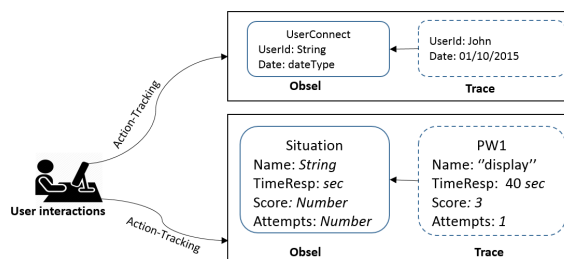 UserConnect
UserId: String
Date: dateType
Obsel
UserId: John
Date: 01/10/2015
Trace
Action-Tracking
User interactions
Action-Tracking
Situation
Name: String
TimeResp: sec
Score: Number
Attempts: Number
Obsel
PW1
Name: ‘‘display’’
TimeResp: 40 sec
Score: 3
Attempts: 1
Trace